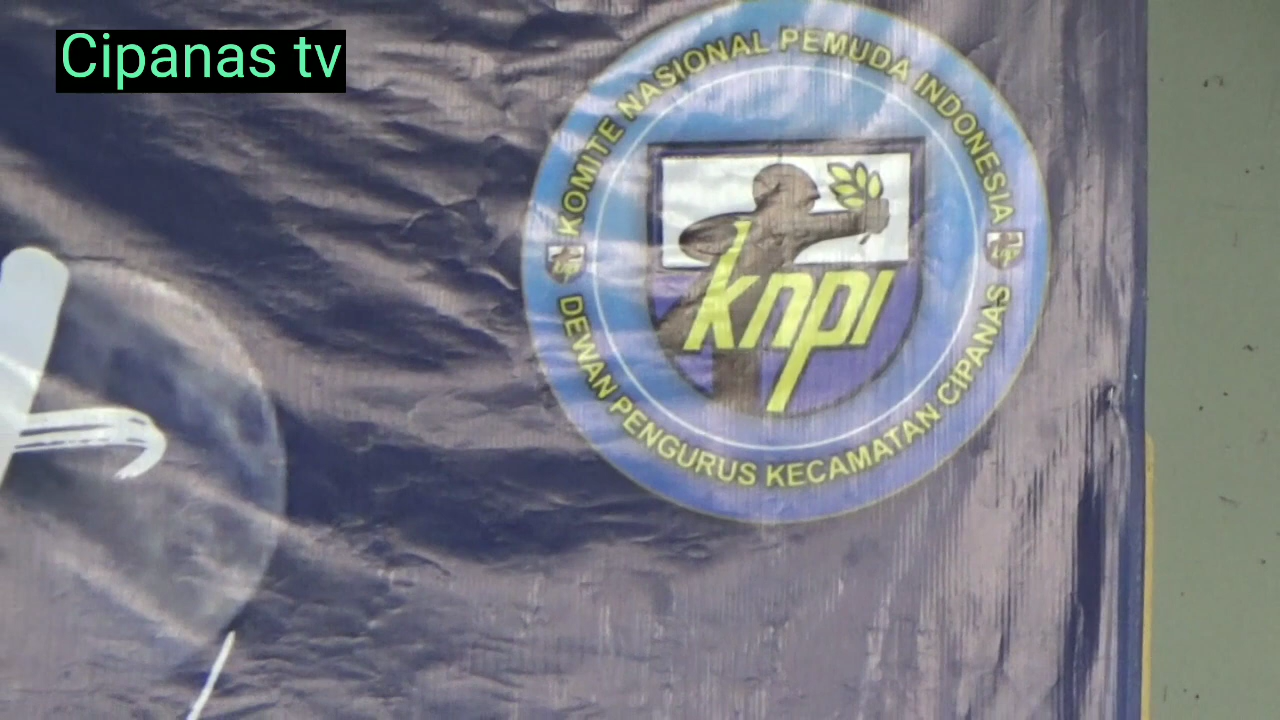 Cipanas tv
KOMITE NASIONAL PEMUDA INDONESIA
knpi
DEWAN PENGURUS KECAMATAN CIPANAS